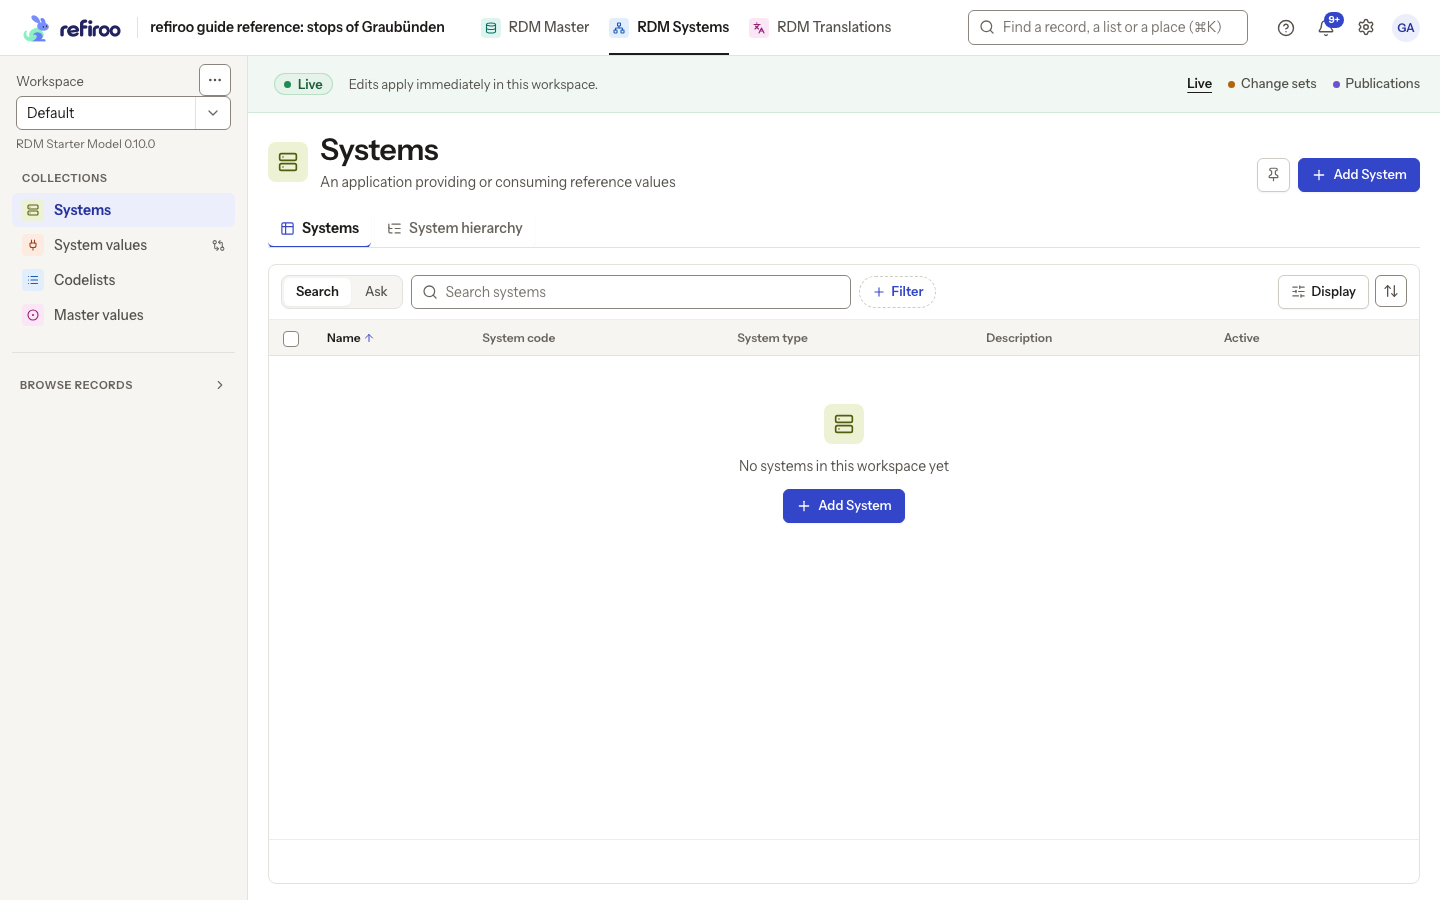 refiroo
refiroo guide reference: stops of Graubünden
RDM Master
RDM Systems
RDM Translations
Find a record, a list or a place (⌘K)
9+
GA
Workspace
Default
RDM Starter Model 0.10.0
COLLECTIONS
Systems
System values
Codelists
Master values
BROWSE RECORDS
Live
Edits apply immediately in this workspace.
Live
Change sets
Publications
Systems
An application providing or consuming reference values
Add System
Systems
System hierarchy
Search
Ask
Search systems
Filter
Display
Name
System code
System type
Description
Active
No systems in this workspace yet
Add System